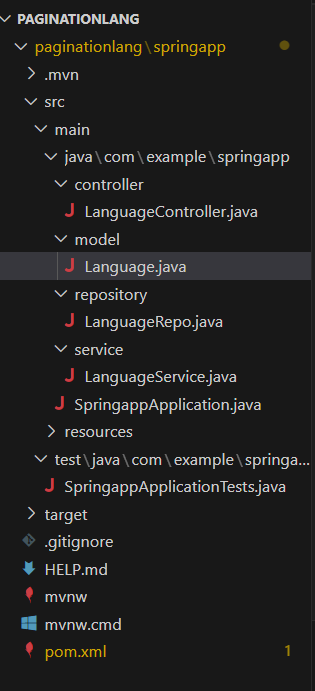 PAGINATIONLANG
paginationlang\springapp
.mvn
src
main
java\com\example\springapp
controller
J LanguageController.java
model
J Language.java
repository
J LanguageRepo.java
service
J LanguageService.java
J SpringappApplication.java
resources
test\java\com\example\springa...
J SpringappApplicationTests.java
target
.gitignore
HELP.md
mvnw
mvnw.cmd
pom.xml 1